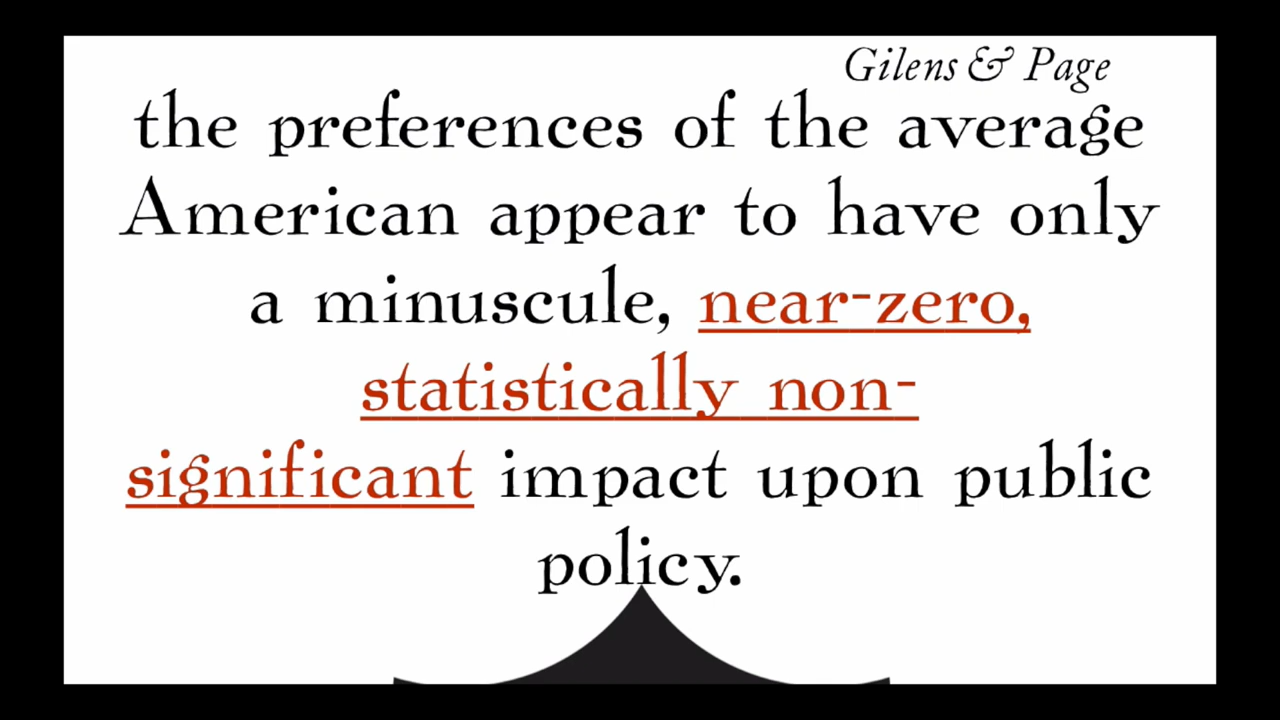 Gilens & Page
the preferences of the average
American appear to have only
a minuscule, near-zero,
statistically non-
significant impact upon public
policy.